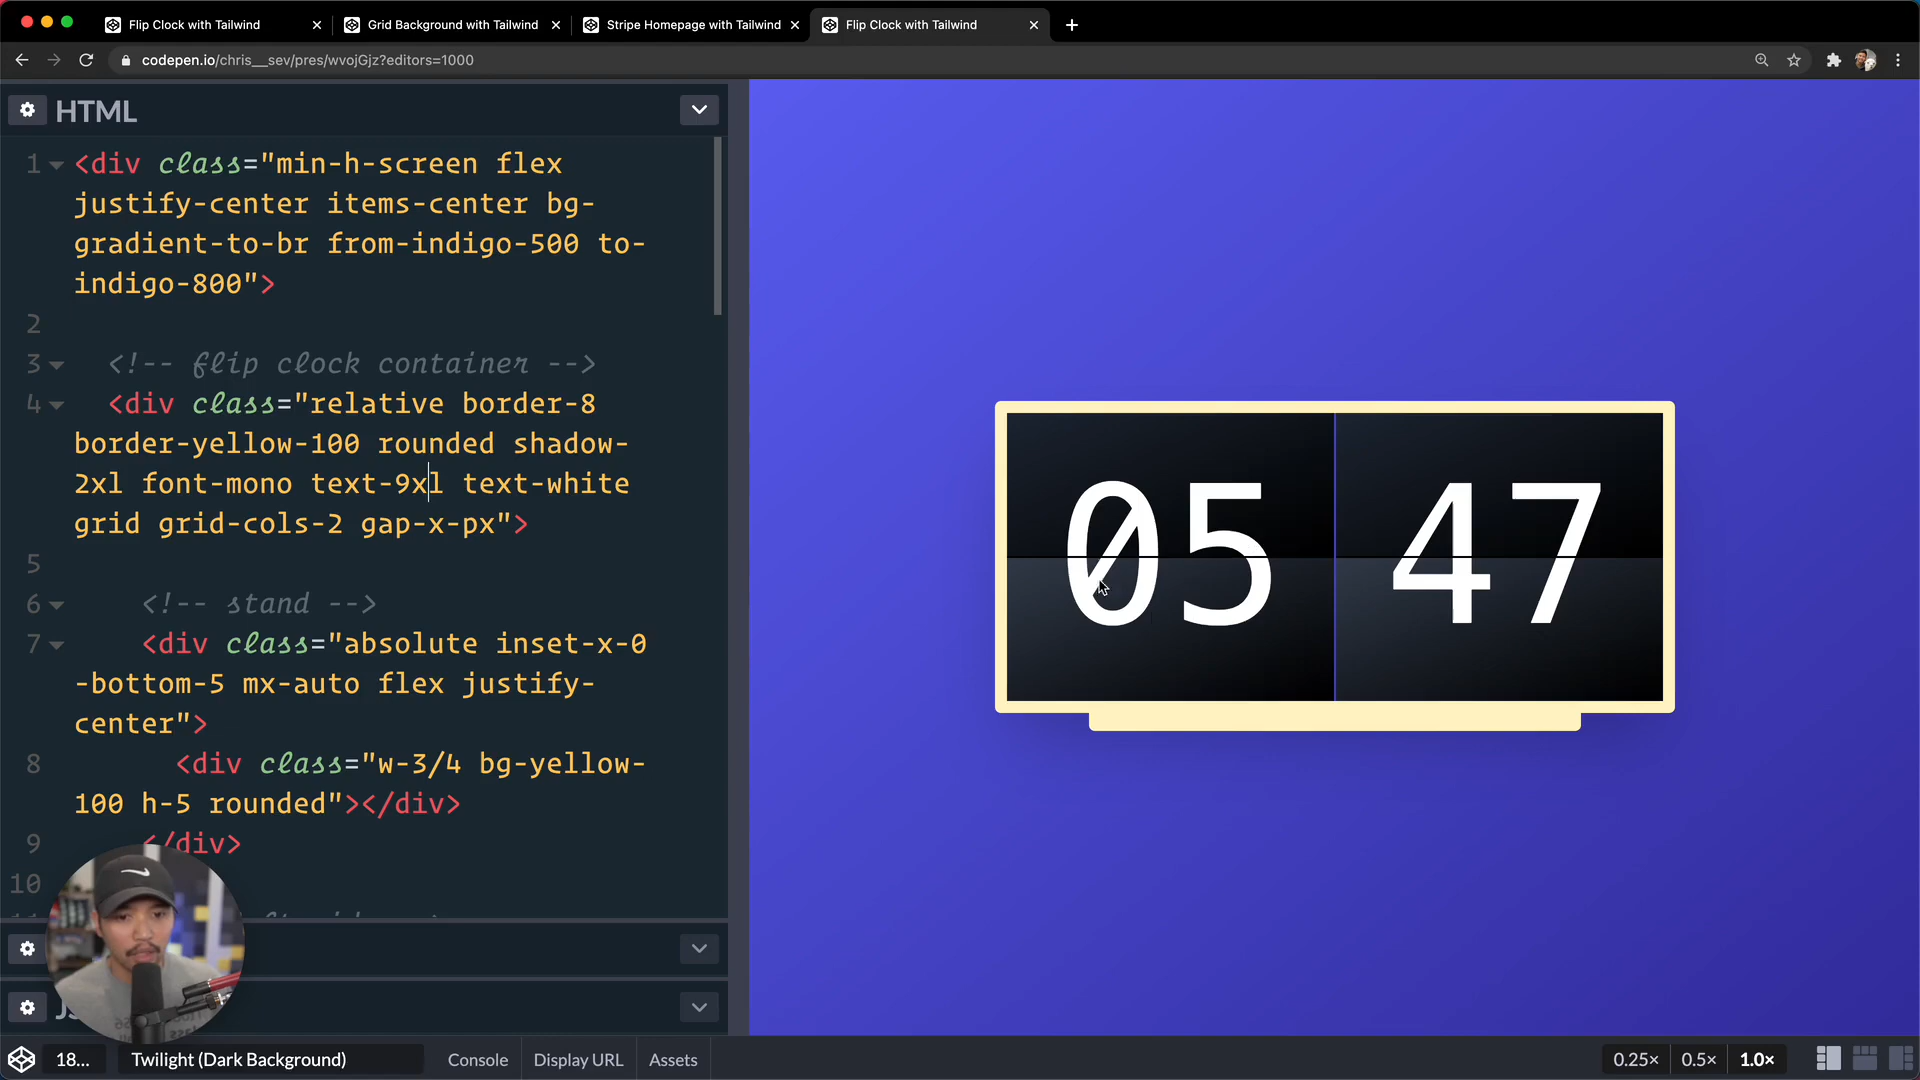 Flip Clock with Tailwind
Grid Background with Tailwind
Stripe Homepage with Tailwind
Flip Clock with Tailwind
codepen.io/chris__sev/pres/wvojGjz?editors=1000
HTML
1 <div class="min-h-screen flex
justify-center items-center bg-
gradient-to-br from-indigo-500 to-
indigo-800">
2
3 <!-- flip clock container -->
4 <div class="relative border-8
border-yellow-100 rounded shadow-
2xl font-mono text-9xl text-white
grid grid-cols-2 gap-x-px">
5
6 <!-- stand -->
7 <div class="absolute inset-x-0
-bottom-5 mx-auto flex justify-
center">
8 <div class="w-3/4 bg-yellow-
100 h-5 rounded"></div>
9 </div>
10
05 47
18...
Twilight (Dark Background)
Console
Display URL
Assets
0.25×
0.5×
1.0×